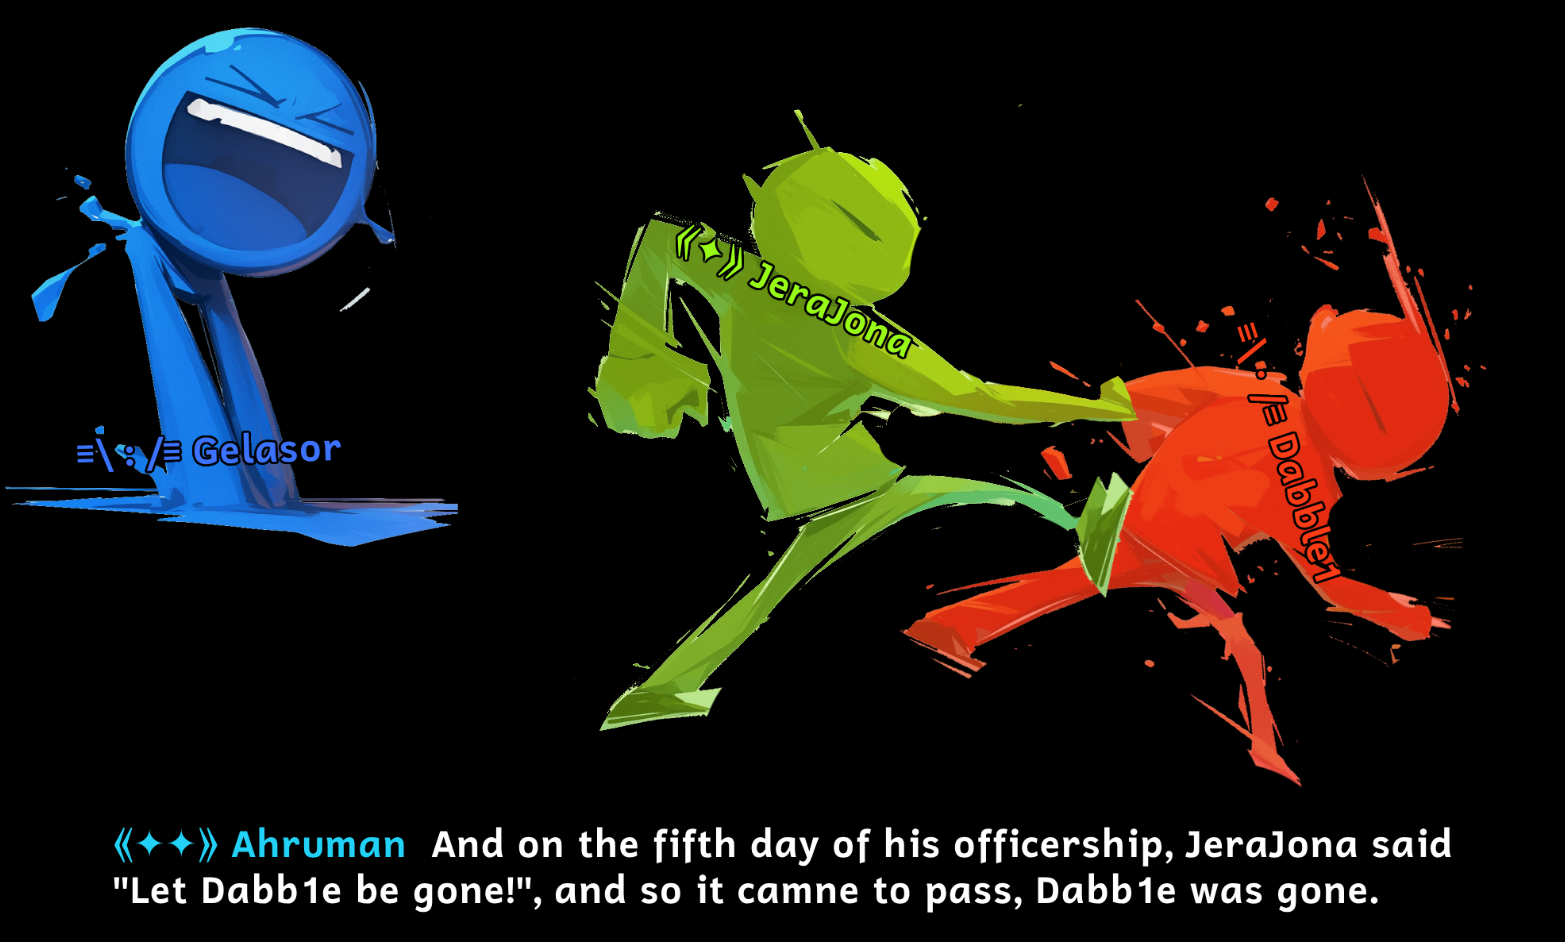 《✦》 JeraJona
≡\ : /≡ Dabble1
≡\ : /≡ Gelasor
《✦✦》 Ahruman And on the fifth day of his officership, JeraJona said
"Let Dabb1e be gone!", and so it camne to pass, Dabb1e was gone.